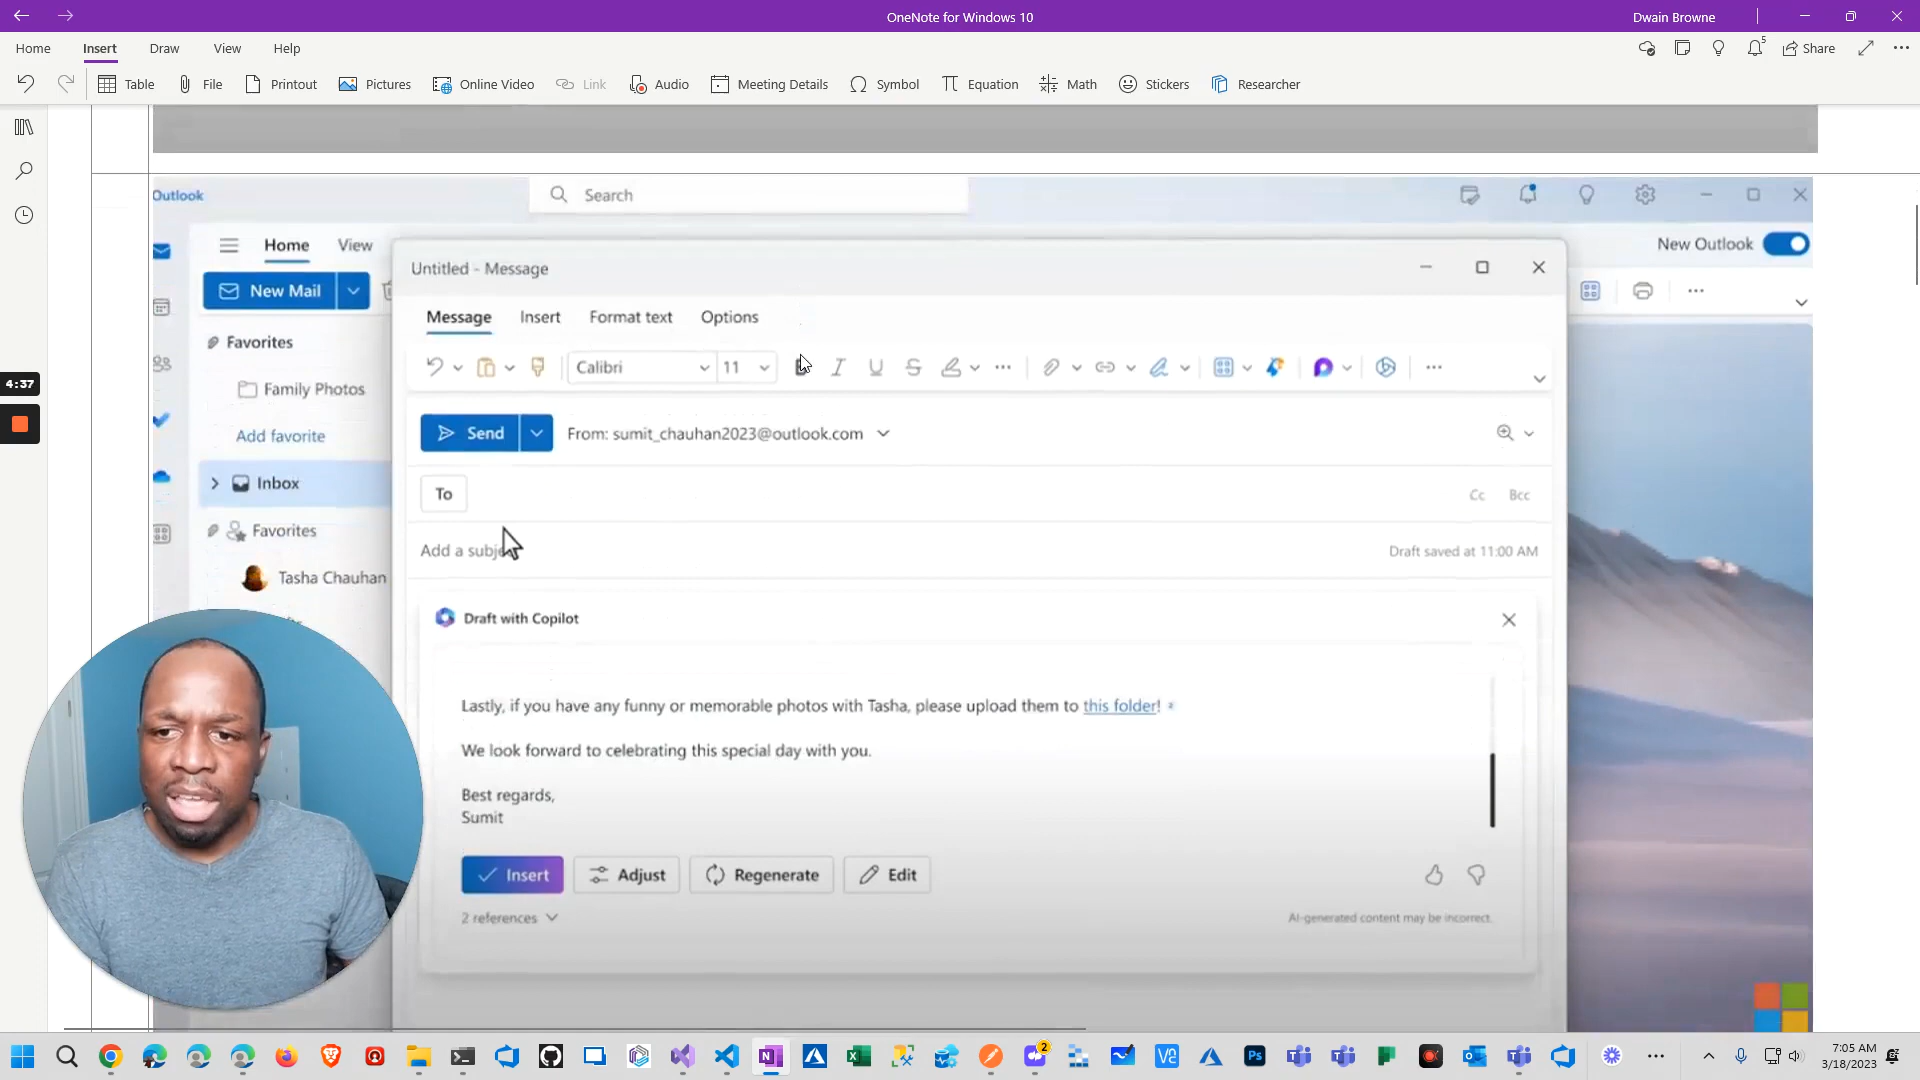 OneNote for Windows 10
Dwain Browne
Home Insert Draw View Help
5
Share
Table File Printout Pictures Online Video Link Audio Meeting Details Symbol Equation Math Stickers Researcher
Outlook
Search
Home View
New Outlook
New Mail
Untitled - Message
Message Insert Format text Options
Favorites
Calibri 11
Family Photos
4:37
Add favorite
Send From: sumit_chauhan2023@outlook.com
Inbox
To
Cc Bcc
Favorites
Add a
Draft saved at 11:00 AM
Tasha Chauhan
Draft with Copilot
Lastly, if you have any funny or memorable photos with Tasha, please upload them to this folder!
We look forward to celebrating this special day with you.
Best regards,
Sumit
Insert Adjust Regenerate Edit
2 references
AI-generated content may be incorrect.
2
7:05 AM
3/18/2023